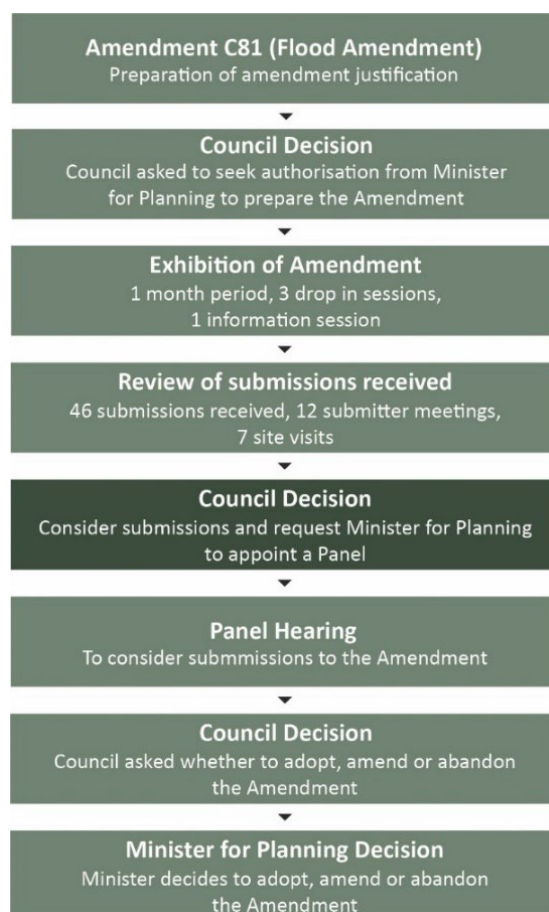 Amendment C81 (Flood Amendment)
Preparation of amendment justification
Council Decision
Council asked to seek authorisation from Minister
for Planning to prepare the Amendment
Exhibition of Amendment
1 month period, 3 drop in sessions,
1 information session
Review of submissions received
46 submissions received, 12 submitter meetings,
7 site visits
Council Decision
Consider submissions and request Minister for Planning
to appoint a Panel
Panel Hearing
To consider submmissions to the Amendment
Council Decision
Council asked whether to adopt, amend or abandon
the Amendment
Minister for Planning Decision
Minister decides to adopt, amend or abandon
the Amendment